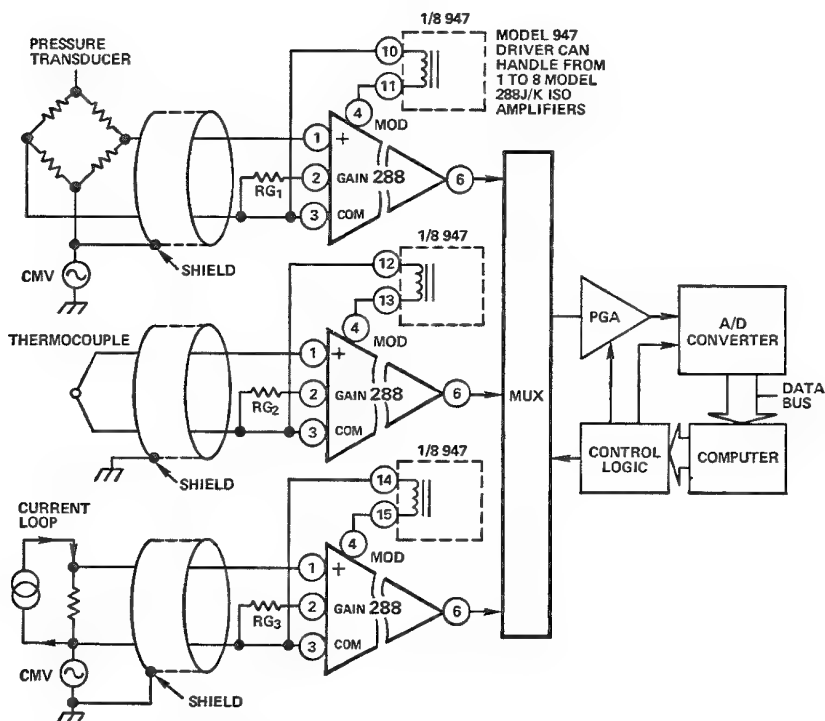 1/8 947
PRESSURE
TRANSDUCER
10
11
MODEL 947
DRIVER CAN
HANDLE FROM
1 TO 8 MODEL
288J/K ISO
AMPLIFIERS
4
MOD
1
+
RG1
2
GAIN
288
6
3
COM
CMV
SHIELD
1/8 947
12
13
4
MOD
THERMOCOUPLE
1
+
RG2
2
GAIN
288
6
3
COM
SHIELD
MUX
PGA
A/D
CONVERTER
DATA
BUS
CONTROL
LOGIC
COMPUTER
1/8 947
14
15
4
MOD
CURRENT
LOOP
1
+
RG3
2
GAIN
288
6
3
COM
CMV
SHIELD